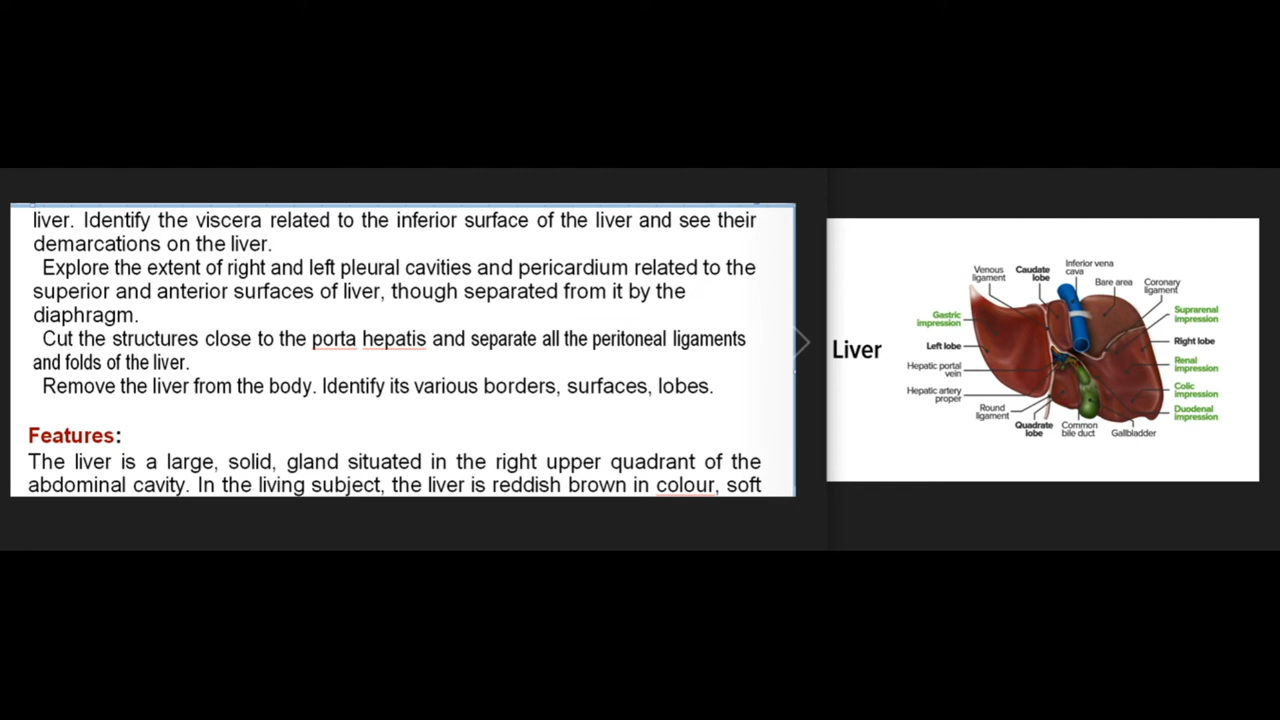 liver. Identify the viscera related to the inferior surface of the liver and see their
demarcations on the liver.
Explore the extent of right and left pleural cavities and pericardium related to the
superior and anterior surfaces of liver, though separated from it by the
diaphragm.
Cut the structures close to the porta hepatis and separate all the peritoneal ligaments
and folds of the liver.
Remove the liver from the body. Identify its various borders, surfaces, lobes.
Features:
The liver is a large, solid, gland situated in the right upper quadrant of the
abdominal cavity. In the living subject, the liver is reddish brown in colour, soft
Liver
Venous
ligament
Caudate
lobe
Inferior vena
cava
Bare area
Coronary
ligament
Gastric
impression
Suprarenal
impression
Left lobe
Right lobe
Hepatic portal
vein
Renal
impression
Hepatic artery
proper
Colic
impression
Round
ligament
Duodenal
impression
Quadrate
lobe
Common
bile duct
Gallbladder